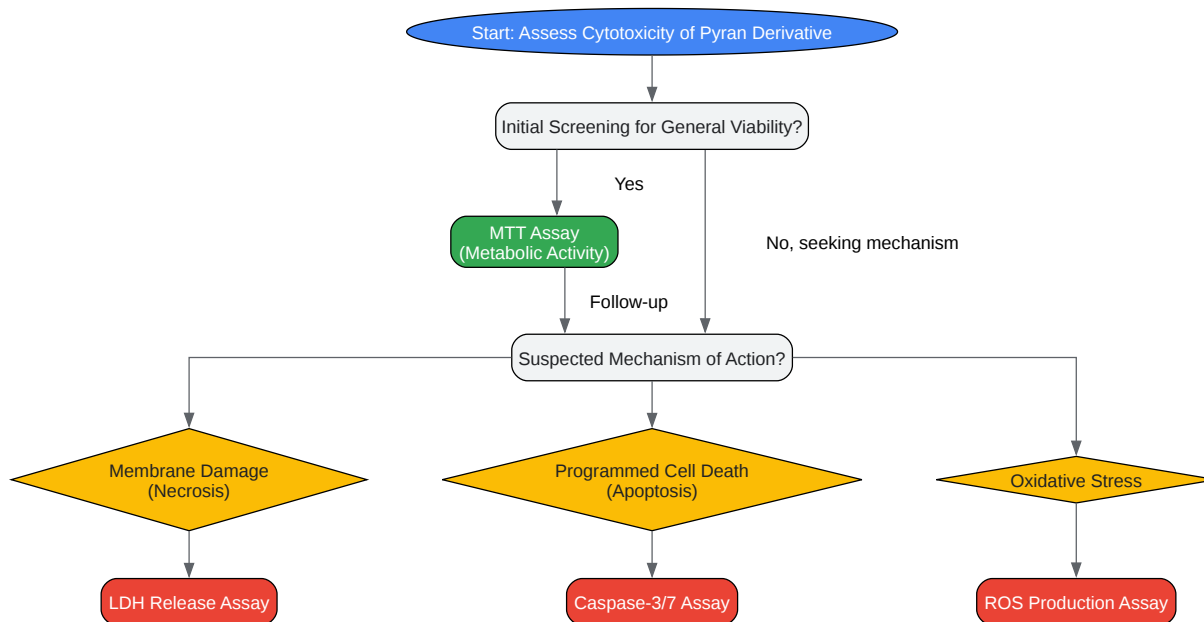 Start: Assess Cytotoxicity of Pyran Derivative
Initial Screening for General Viability?
Yes
MTT Assay
(Metabolic Activity)
No, seeking mechanism
Follow-up
Suspected Mechanism of Action?
Membrane Damage
(Necrosis)
Programmed Cell Death
(Apoptosis)
Oxidative Stress
LDH Release Assay
Caspase-3/7 Assay
ROS Production Assay